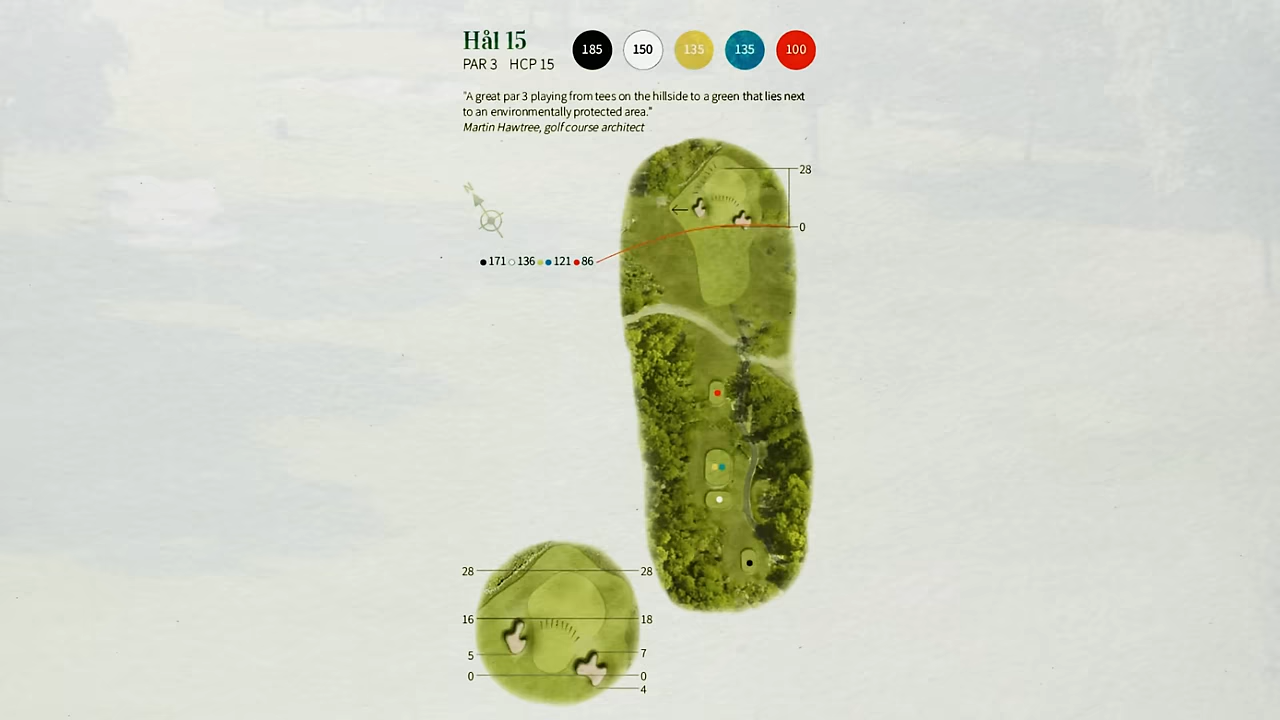 Hål 15
185 150 135 135 100
PAR 3 HCP 15
"A great par 3 playing from tees on the hillside to a green that lies next
to an environmentally protected area."
Martin Hawtree, golf course architect
28
N
0
171 136 121 86
28 28
16 18
5 7
0 0
4